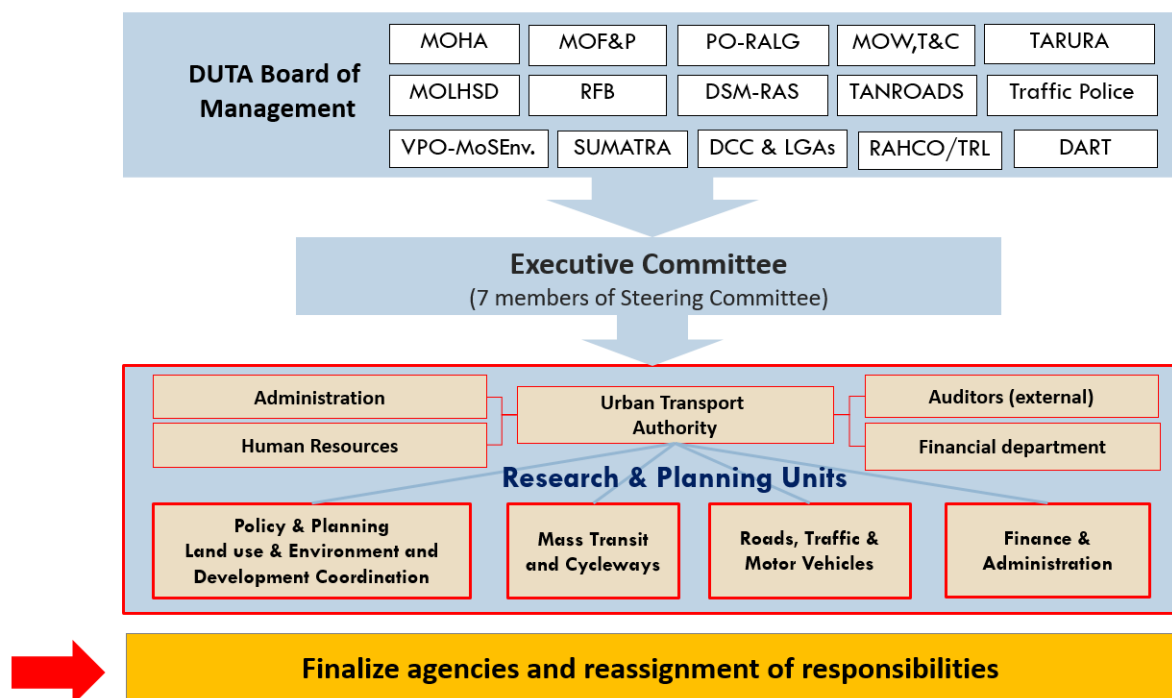 DUTA Board of
Management
MOHA
MOF&P
PO-RALG
MOW,T&C
TARURA
MOLHSD
RFB
DSM-RAS
TANROADS
Traffic Police
VPO-MoSEnv.
SUMATRA
DCC & LGAs
RAHCO/TRL
DART
Executive Committee
(7 members of Steering Committee)
Administration
Human Resources
Urban Transport
Authority
Auditors (external)
Financial department
Research & Planning Units
Policy & Planning
Land use & Environment and
Development Coordination
Mass Transit
and Cycleways
Roads, Traffic &
Motor Vehicles
Finance &
Administration
Finalize agencies and reassignment of responsibilities